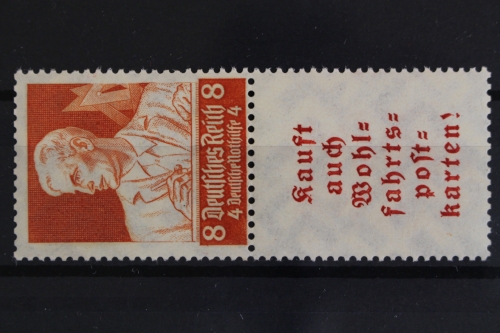 8 Deutsches Reich 8
4 Deutsche Nothilfe 4
Kauft
auch
Wohl=
fahrts=
post=
karten!